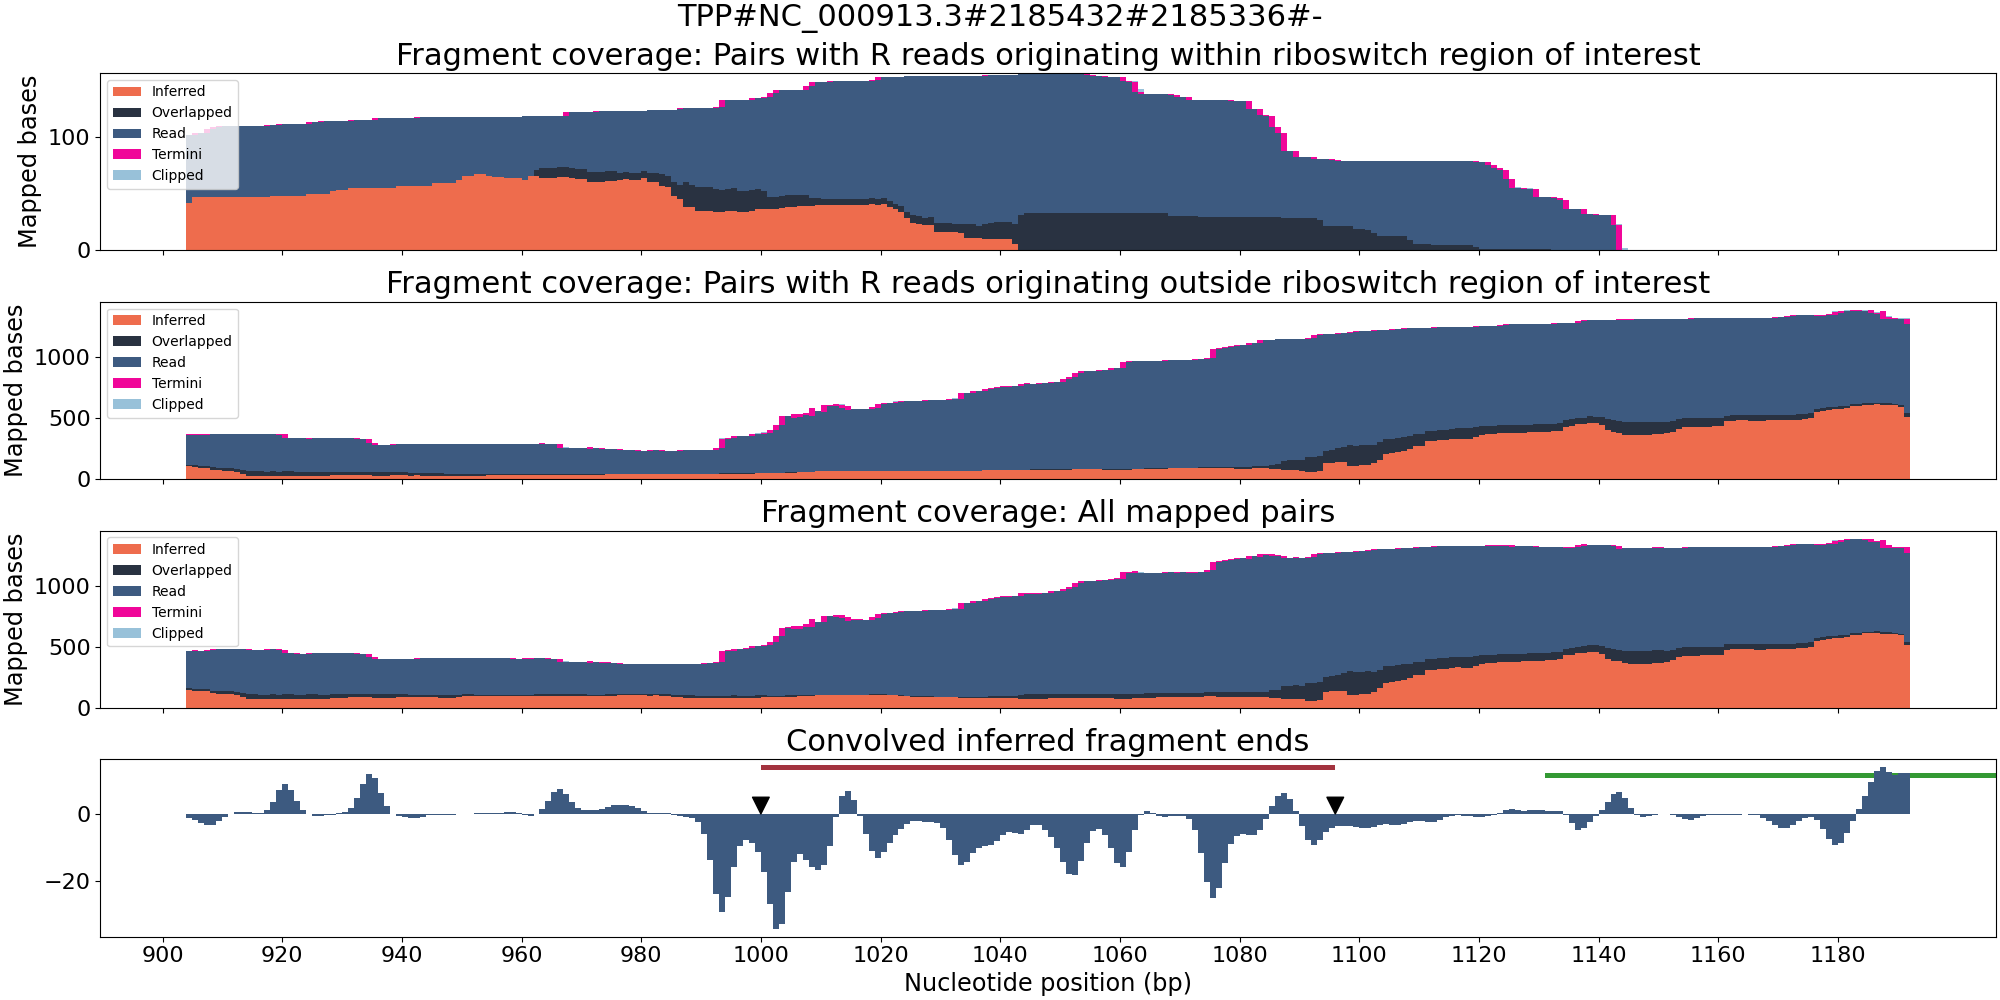 TPP#NC_000913.3#2185432#2185336#-
Fragment coverage: Pairs with R reads originating within riboswitch region of interest
Mapped bases
100
0
Inferred
Overlapped
Read
Termini
Clipped
Fragment coverage: Pairs with R reads originating outside riboswitch region of interest
Mapped bases
1000
500
0
Inferred
Overlapped
Read
Termini
Clipped
Fragment coverage: All mapped pairs
Mapped bases
1000
500
0
Inferred
Overlapped
Read
Termini
Clipped
Convolved inferred fragment ends
0
−20
900 920 940 960 980 1000 1020 1040 1060 1080 1100 1120 1140 1160 1180
Nucleotide position (bp)